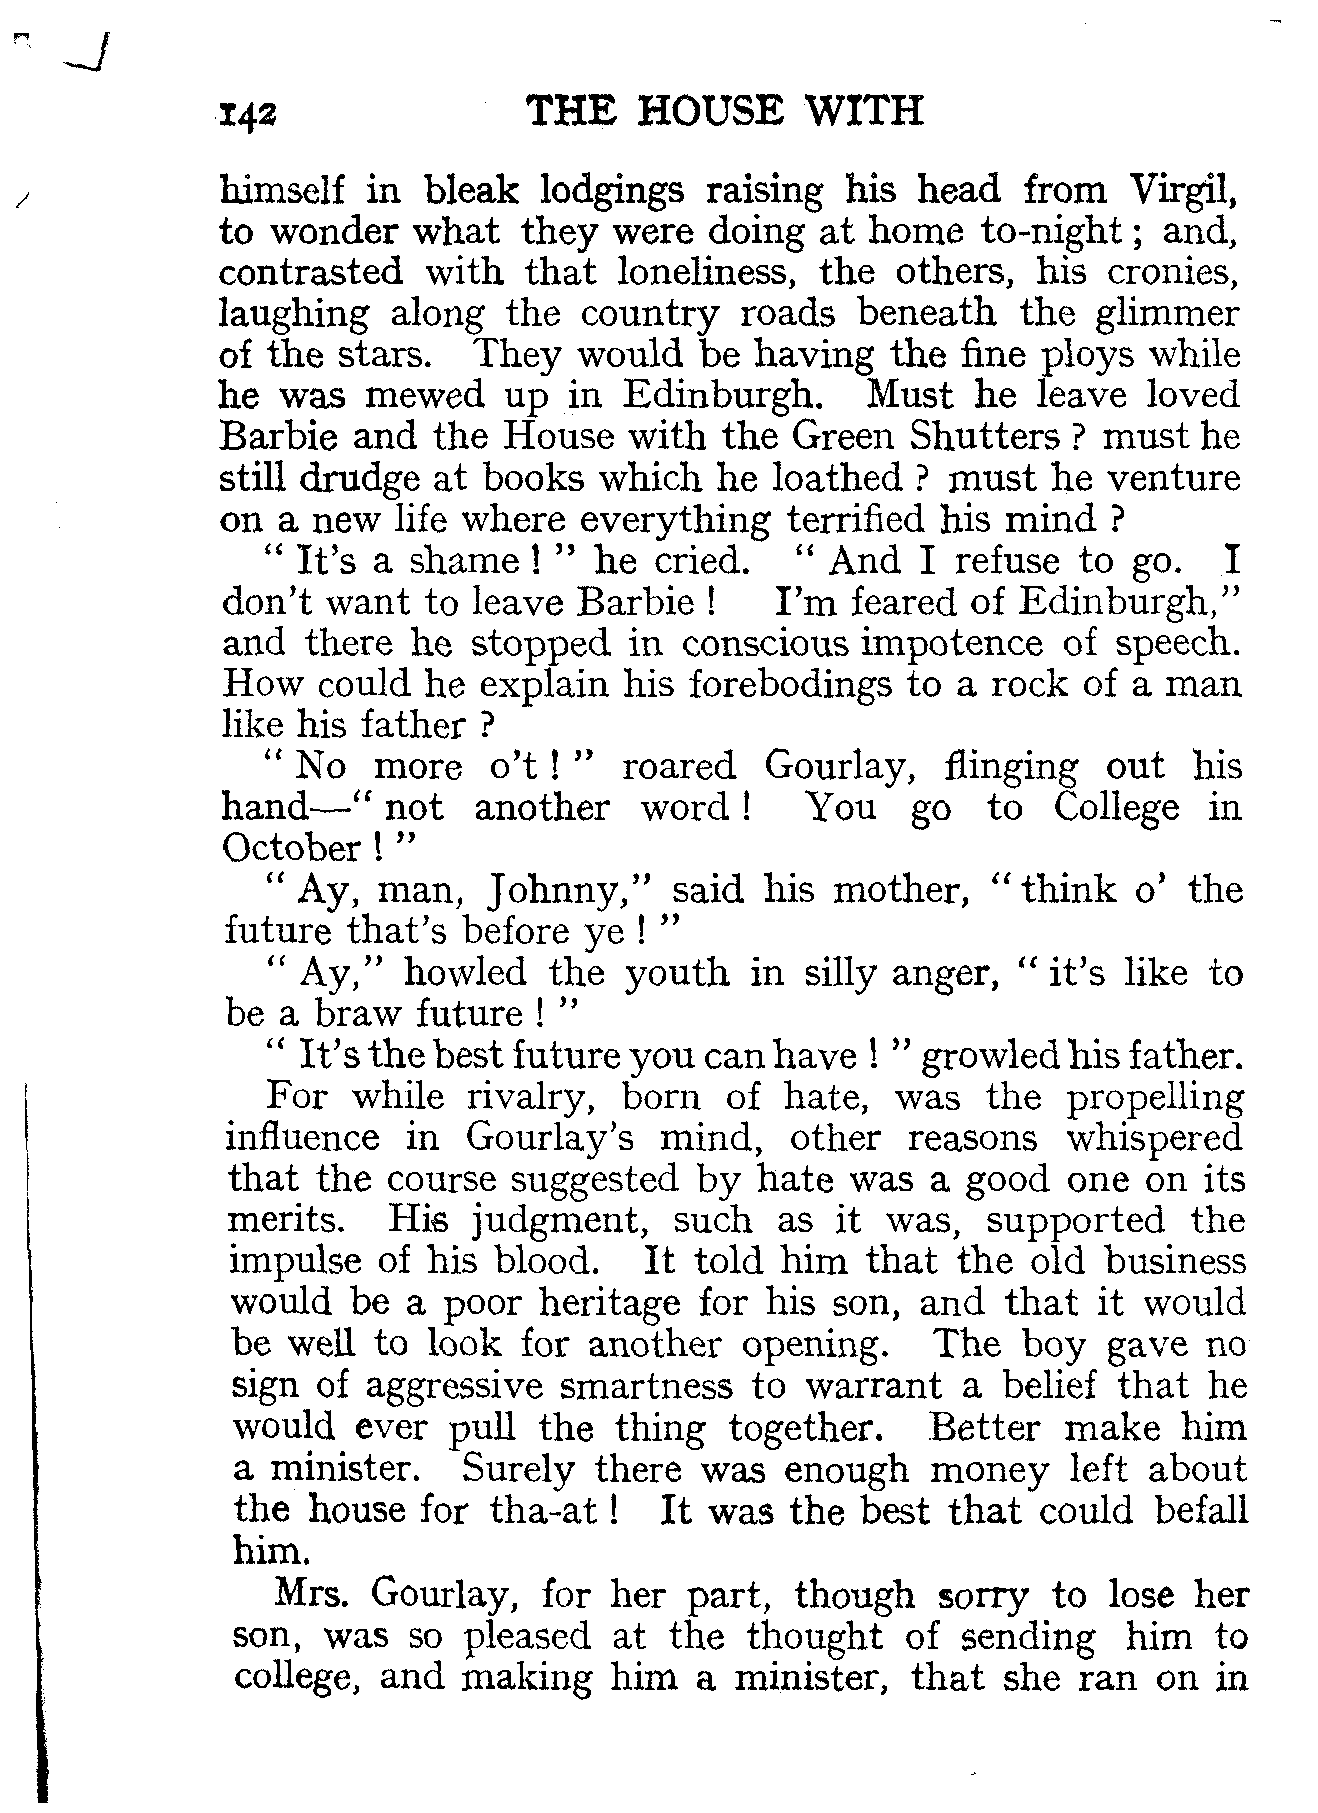 142 THE HOUSE WITH
himself in bleak lodgings raising his head from Virgil,
to wonder what they were doing at home to-night ; and,
contrasted with that loneliness, the others, his cronies,
laughing along the country roads beneath the glimmer
of the stars. They would be having the fine ploys while
he was mewed up in Edinburgh. Must he leave loved
Barbie and the House with the Green Shutters ? must he
still drudge at books which he loathed ? must he venture
on a new life where everything terrified his mind ?
“ It’s a shame ! ” he cried. “ And I refuse to go. I
don’t want to leave Barbie ! I’m feared of Edinburgh,”
and there he stopped in conscious impotence of speech.
How could he explain his forebodings to a rock of a man
like his father ?
“ No more o’t ! ” roared Gourlay, flinging out his
hand—“ not another word ! You go to College in
October ! ”
“ Ay, man, Johnny,” said his mother, “ think o’ the
future that’s before ye ! ”
“ Ay,” howled the youth in silly anger, “ it’s like to
be a braw future ! ”
“ It’s the best future you can have ! ” growled his father.
For while rivalry, born of hate, was the propelling
influence in Gourlay’s mind, other reasons whispered
that the course suggested by hate was a good one on its
merits. His judgment, such as it was, supported the
impulse of his blood. It told him that the old business
would be a poor heritage for his son, and that it would
be well to look for another opening. The boy gave no
sign of aggressive smartness to warrant a belief that he
would ever pull the thing together. Better make him
a minister. Surely there was enough money left about
the house for tha-at ! It was the best that could befall
him.
Mrs. Gourlay, for her part, though sorry to lose her
son, was so pleased at the thought of sending him to
college, and making him a minister, that she ran on in